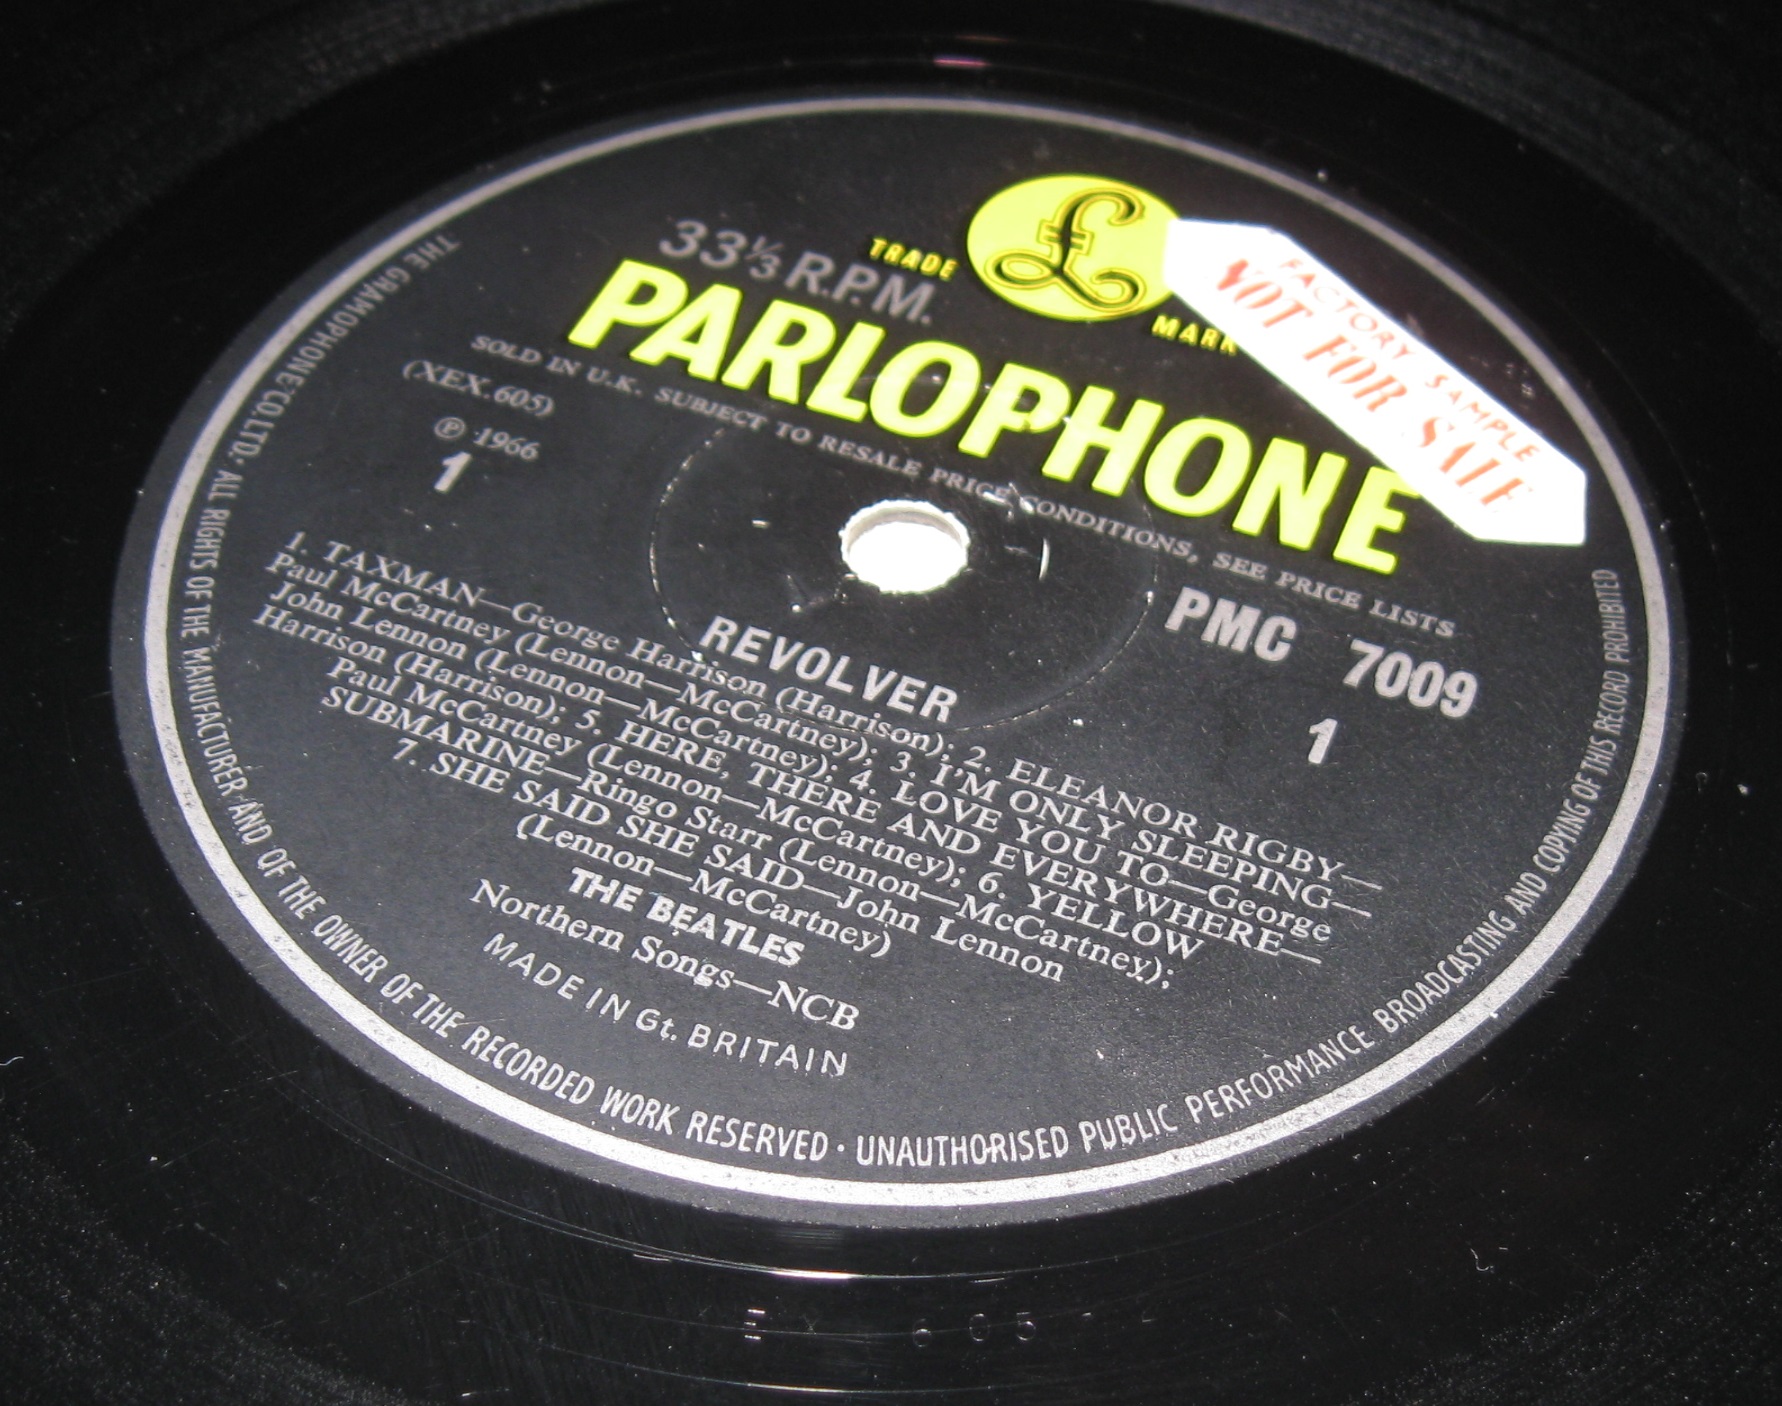 33⅓ R.P.M.
TRADE
£
MARK
FACTORY SAMPLE
NOT FOR SALE
PARLOPHONE
SOLD IN U.K. SUBJECT TO RESALE PRICE CONDITIONS, SEE PRICE LISTS
(XEX.605)
℗ 1966
1
PMC 7009
1
REVOLVER
1. TAXMAN—George Harrison (Harrison); 2. ELEANOR RIGBY—
Paul McCartney (Lennon—McCartney); 3. I'M ONLY SLEEPING—
John Lennon (Lennon—McCartney); 4. LOVE YOU TO—George
Harrison (Harrison); 5. HERE, THERE AND EVERYWHERE—
Paul McCartney (Lennon—McCartney); 6. YELLOW
SUBMARINE—Ringo Starr (Lennon—McCartney);
7. SHE SAID SHE SAID—John Lennon
(Lennon—McCartney)
THE BEATLES
Northern Songs—NCB
MADE IN Gt. BRITAIN
THE GRAMOPHONE CO. LTD. · ALL RIGHTS OF THE MANUFACTURER AND OF THE OWNER OF THE RECORDED WORK RESERVED · UNAUTHORISED PUBLIC PERFORMANCE BROADCASTING AND COPYING OF THIS RECORD PROHIBITED
EX 605